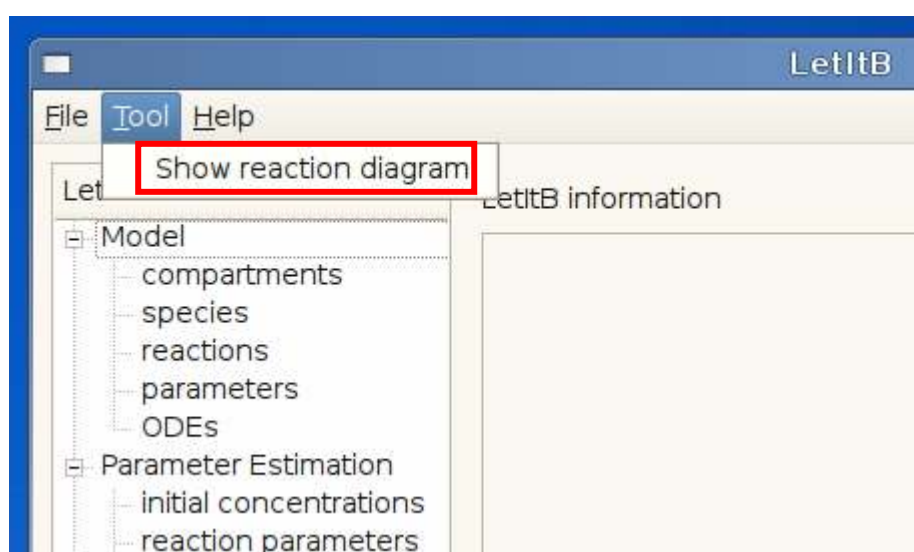 LetItB
File Tool Help
Show reaction diagram
Let
LetItB information
Model
compartments
species
reactions
parameters
ODEs
Parameter Estimation
initial concentrations
reaction parameters